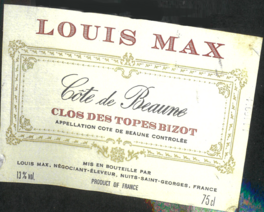 LOUIS MAX
Côte de Beaune
CLOS DES TOPES BIZOT
APPELLATION COTE DE BEAUNE CONTROLÉE
MIS EN BOUTEILLE PAR
LOUIS MAX, NÉGOCIANT-ÉLEVEUR, NUITS-SAINT-GEORGES, FRANCE
13% vol. PRODUCT OF FRANCE 75cl